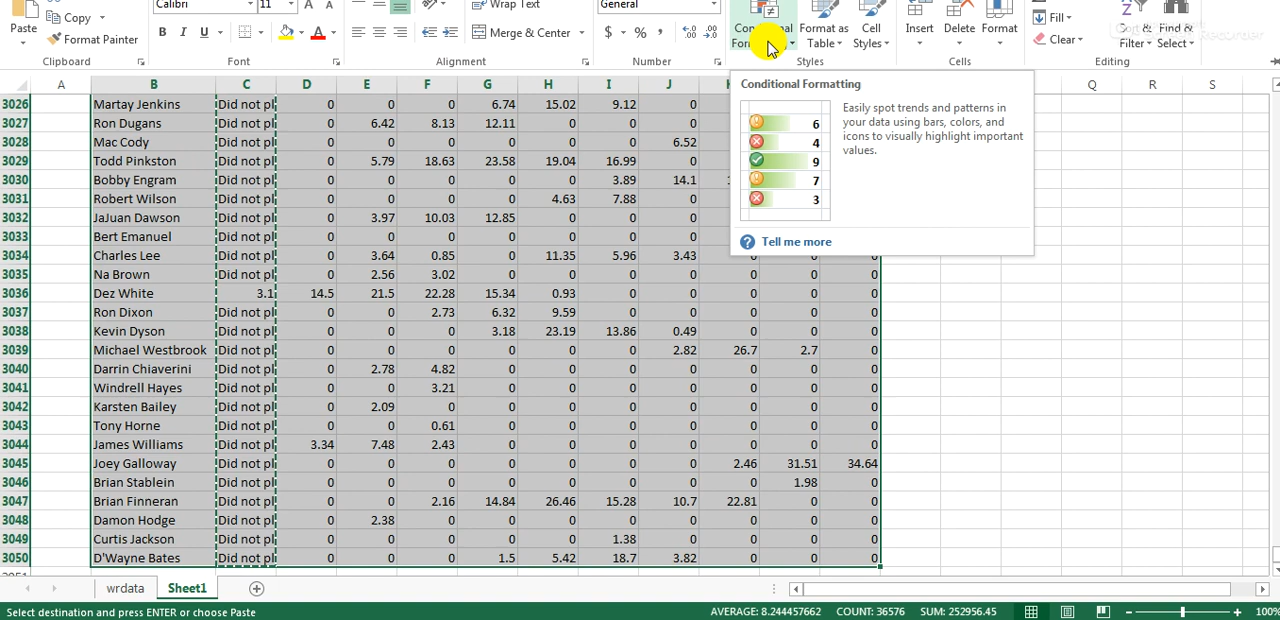 Calibri 11 A A Wrap Text General
Paste Copy Format Painter B I U A Merge & Center $ % , Conditional Formatting Format as Table Cell Styles Insert Delete Format Fill Clear Sort & Filter Find & Select
Clipboard Font Alignment Number Styles Cells Editing
A B C D E F G H I J K Q R S
Conditional Formatting
Easily spot trends and patterns in
your data using bars, colors, and
icons to visually highlight important
values.
6
4
9
7
3
Tell me more
3026 Martay Jenkins Did not pl 0 0 0 6.74 15.02 9.12 0
3027 Ron Dugans Did not pl 0 6.42 8.13 12.11 0 0 0
3028 Mac Cody Did not pl 0 0 0 0 0 0 6.52
3029 Todd Pinkston Did not pl 0 5.79 18.63 23.58 19.04 16.99 0
3030 Bobby Engram Did not pl 0 0 0 0 0 3.89 14.1
3031 Robert Wilson Did not pl 0 0 0 0 4.63 7.88 0
3032 JaJuan Dawson Did not pl 0 3.97 10.03 12.85 0 0 0
3033 Bert Emanuel Did not pl 0 0 0 0 0 0 0
3034 Charles Lee Did not pl 0 3.64 0.85 0 11.35 5.96 3.43 0 0 0
3035 Na Brown Did not pl 0 2.56 3.02 0 0 0 0 0 0 0
3036 Dez White 3.1 14.5 21.5 22.28 15.34 0.93 0 0 0 0 0
3037 Ron Dixon Did not pl 0 0 2.73 6.32 9.59 0 0 0 0 0
3038 Kevin Dyson Did not pl 0 0 0 3.18 23.19 13.86 0.49 0 0 0
3039 Michael Westbrook Did not pl 0 0 0 0 0 0 2.82 26.7 2.7 0
3040 Darrin Chiaverini Did not pl 0 2.78 4.82 0 0 0 0 0 0 0
3041 Windrell Hayes Did not pl 0 0 3.21 0 0 0 0 0 0 0
3042 Karsten Bailey Did not pl 0 2.09 0 0 0 0 0 0 0 0
3043 Tony Horne Did not pl 0 0 0.61 0 0 0 0 0 0 0
3044 James Williams Did not pl 3.34 7.48 2.43 0 0 0 0 0 0 0
3045 Joey Galloway Did not pl 0 0 0 0 0 0 0 2.46 31.51 34.64
3046 Brian Stablein Did not pl 0 0 0 0 0 0 0 0 1.98 0
3047 Brian Finneran Did not pl 0 0 2.16 14.84 26.46 15.28 10.7 22.81 0 0
3048 Damon Hodge Did not pl 0 2.38 0 0 0 0 0 0 0 0
3049 Curtis Jackson Did not pl 0 0 0 0 0 1.38 0 0 0 0
3050 D'Wayne Bates Did not pl 0 0 0 1.5 5.42 18.7 3.82 0 0 0
wrdata Sheet1
Select destination and press ENTER or choose Paste AVERAGE: 8.244457662 COUNT: 36576 SUM: 252956.45 100%